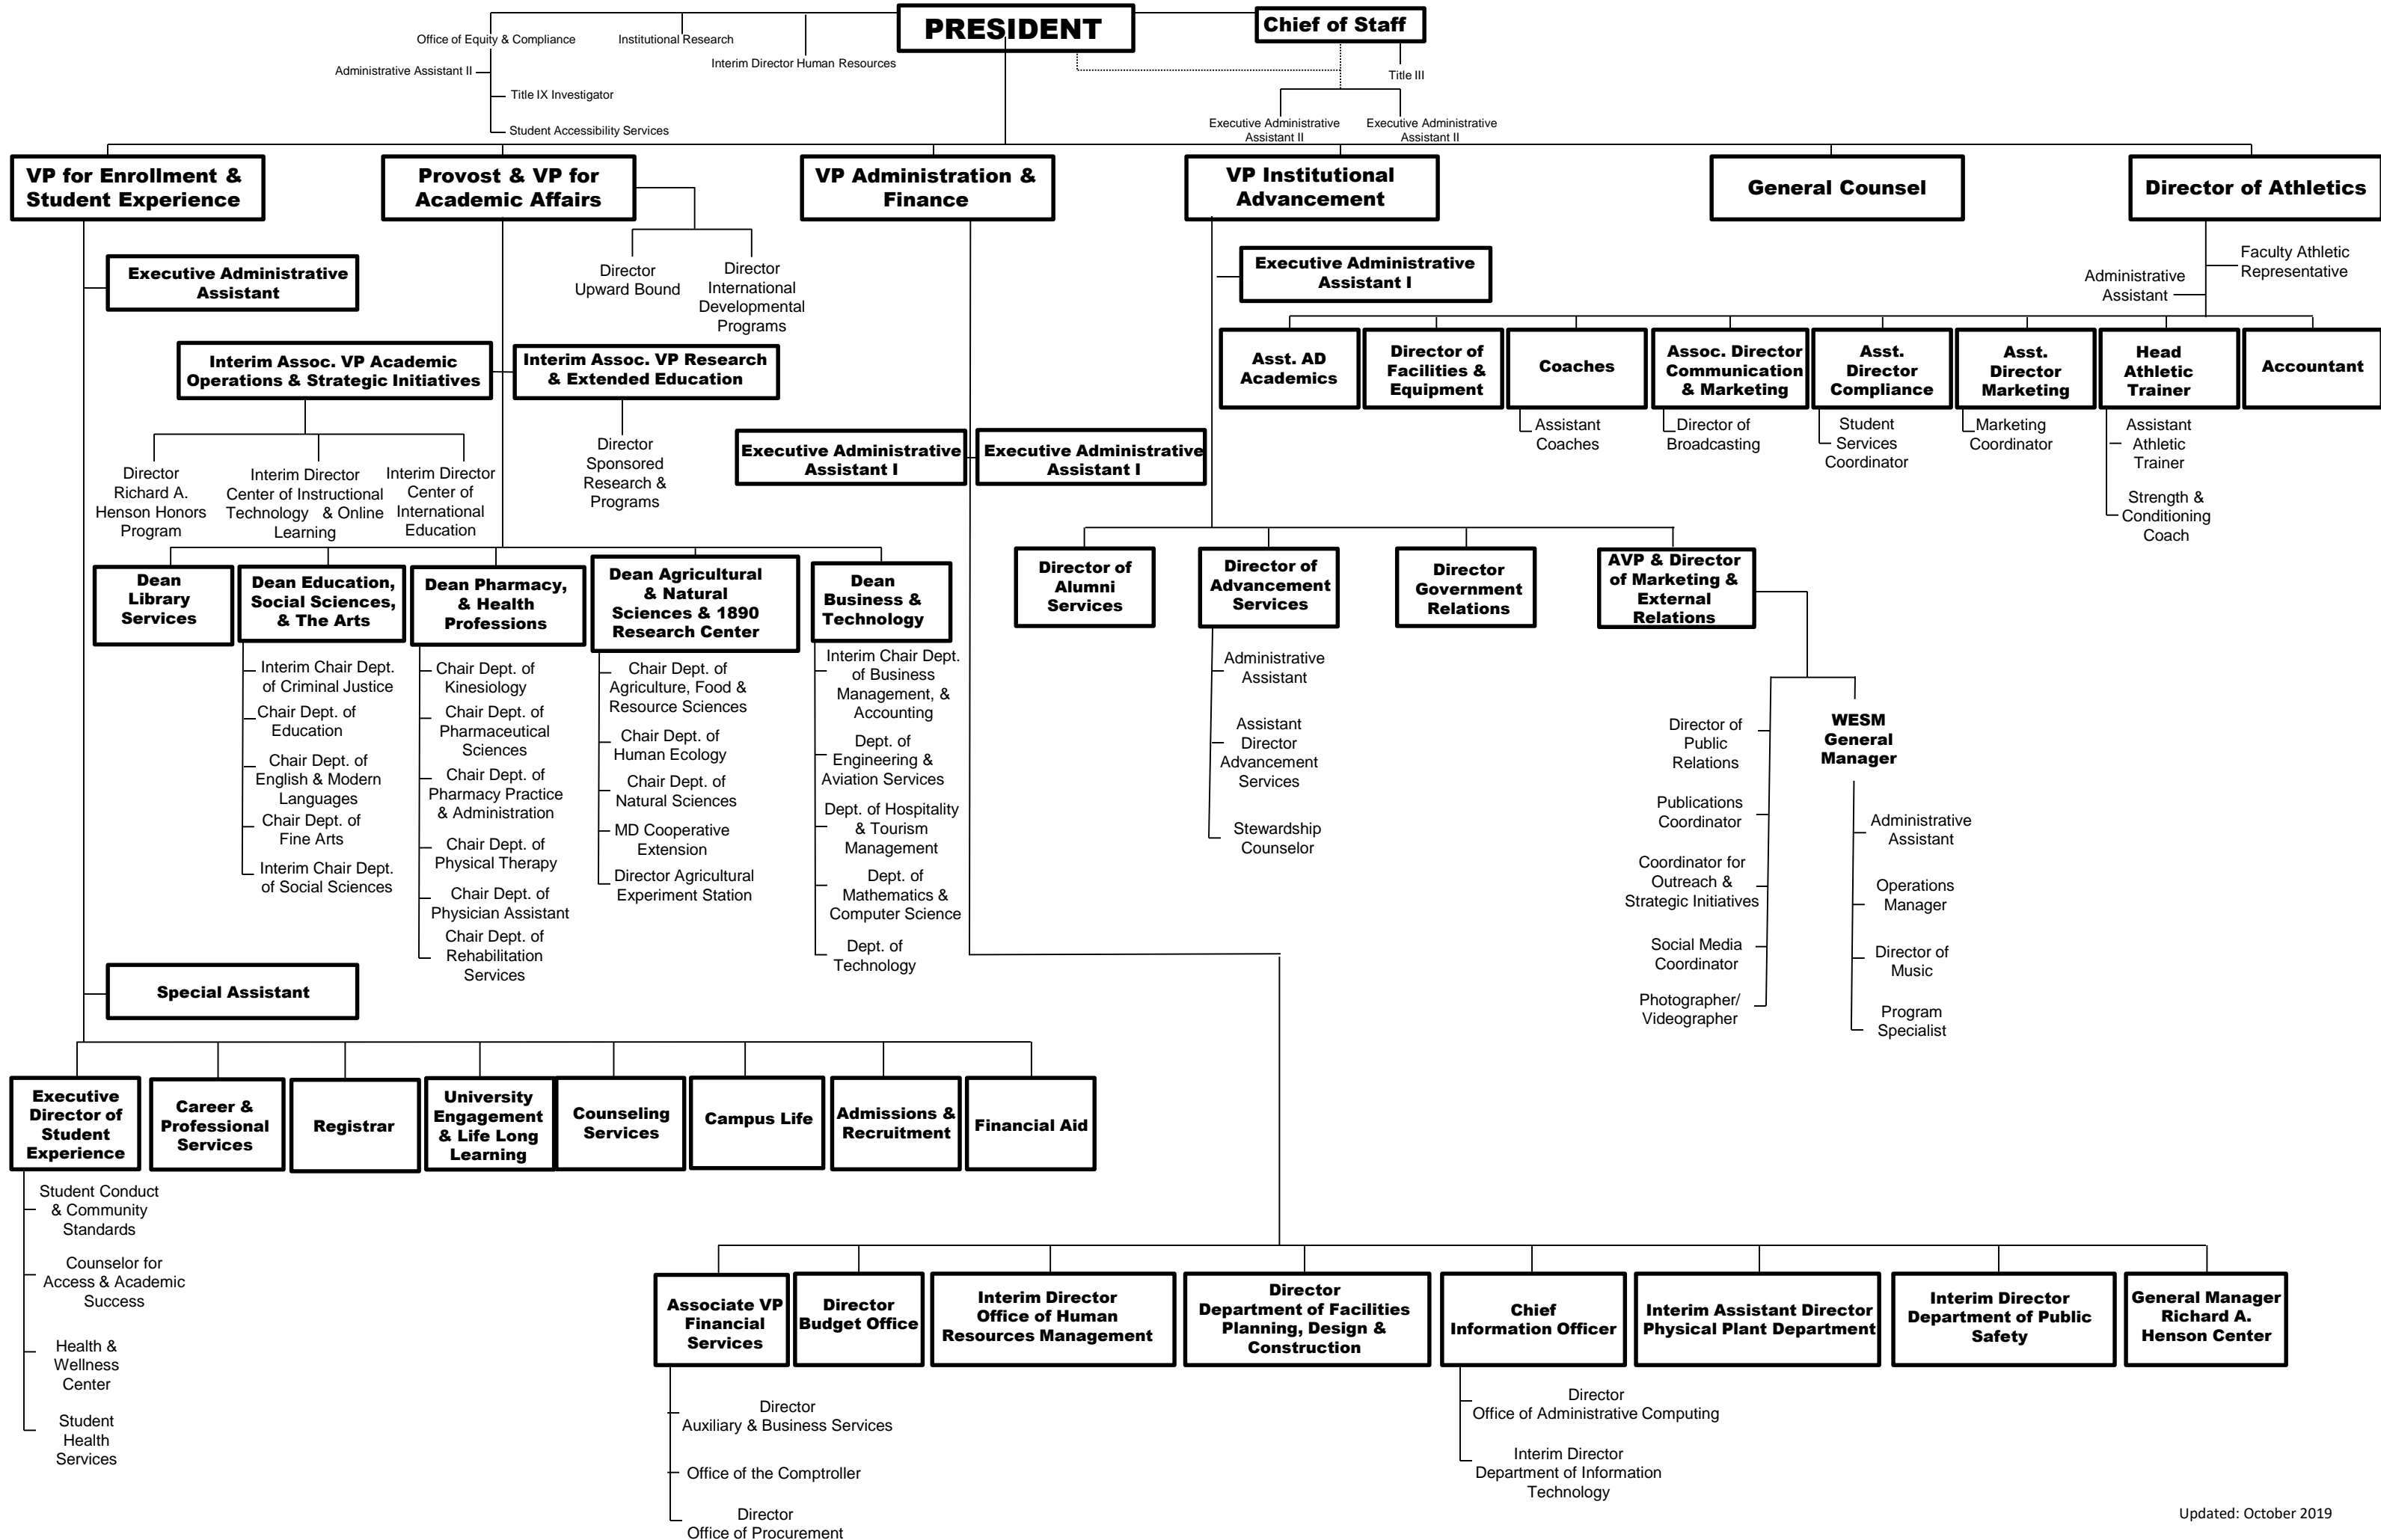 PRESIDENT
Chief of Staff
Office of Equity & Compliance
Institutional Research
Interim Director Human Resources
Administrative Assistant II
Title IX Investigator
Student Accessibility Services
Title III
Executive Administrative
Assistant II
Executive Administrative
Assistant II
VP for Enrollment &
Student Experience
Provost & VP for
Academic Affairs
VP Administration &
Finance
VP Institutional
Advancement
General Counsel
Director of Athletics
Executive Administrative
Assistant
Director
Upward Bound
Director
International
Developmental
Programs
Executive Administrative
Assistant I
Faculty Athletic
Representative
Administrative
Assistant
Interim Assoc. VP Academic
Operations & Strategic Initiatives
Interim Assoc. VP Research
& Extended Education
Asst. AD
Academics
Director of
Facilities &
Equipment
Coaches
Assoc. Director
Communication
& Marketing
Asst.
Director
Compliance
Asst.
Director
Marketing
Head
Athletic
Trainer
Accountant
Assistant
Coaches
Director of
Broadcasting
Student
Services
Coordinator
Marketing
Coordinator
Assistant
Athletic
Trainer
Strength &
Conditioning
Coach
Director
Richard A.
Henson Honors
Program
Interim Director
Center of Instructional
Technology & Online
Learning
Interim Director
Center of
International
Education
Director
Sponsored
Research &
Programs
Executive Administrative
Assistant I
Executive Administrative
Assistant I
Dean
Library
Services
Dean Education,
Social Sciences,
& The Arts
Dean Pharmacy,
& Health
Professions
Dean Agricultural
& Natural
Sciences & 1890
Research Center
Dean
Business &
Technology
Director of
Alumni
Services
Director of
Advancement
Services
Director
Government
Relations
AVP & Director
of Marketing &
External
Relations
Interim Chair Dept.
of Criminal Justice
Chair Dept. of
Education
Chair Dept. of
English & Modern
Languages
Chair Dept. of
Fine Arts
Interim Chair Dept.
of Social Sciences
Chair Dept. of
Kinesiology
Chair Dept. of
Pharmaceutical
Sciences
Chair Dept. of
Pharmacy Practice
& Administration
Chair Dept. of
Physical Therapy
Chair Dept. of
Physician Assistant
Chair Dept. of
Rehabilitation
Services
Chair Dept. of
Agriculture, Food &
Resource Sciences
Chair Dept. of
Human Ecology
Chair Dept. of
Natural Sciences
MD Cooperative
Extension
Director Agricultural
Experiment Station
Interim Chair Dept.
of Business
Management, &
Accounting
Dept. of
Engineering &
Aviation Services
Dept. of Hospitality
& Tourism
Management
Dept. of
Mathematics &
Computer Science
Dept. of
Technology
Administrative
Assistant
Assistant
Director
Advancement
Services
Stewardship
Counselor
Director of
Public
Relations
Publications
Coordinator
Coordinator for
Outreach &
Strategic Initiatives
Social Media
Coordinator
Photographer/
Videographer
WESM
General
Manager
Administrative
Assistant
Operations
Manager
Director of
Music
Program
Specialist
Special Assistant
Executive
Director of
Student
Experience
Career &
Professional
Services
Registrar
University
Engagement
& Life Long
Learning
Counseling
Services
Campus Life
Admissions &
Recruitment
Financial Aid
Student Conduct
& Community
Standards
Counselor for
Access & Academic
Success
Health &
Wellness
Center
Student
Health
Services
Associate VP
Financial
Services
Director
Budget Office
Interim Director
Office of Human
Resources Management
Director
Department of Facilities
Planning, Design &
Construction
Chief
Information Officer
Interim Assistant Director
Physical Plant Department
Interim Director
Department of Public
Safety
General Manager
Richard A.
Henson Center
Director
Auxiliary & Business Services
Office of the Comptroller
Director
Office of Procurement
Director
Office of Administrative Computing
Interim Director
Department of Information
Technology
Updated: October 2019